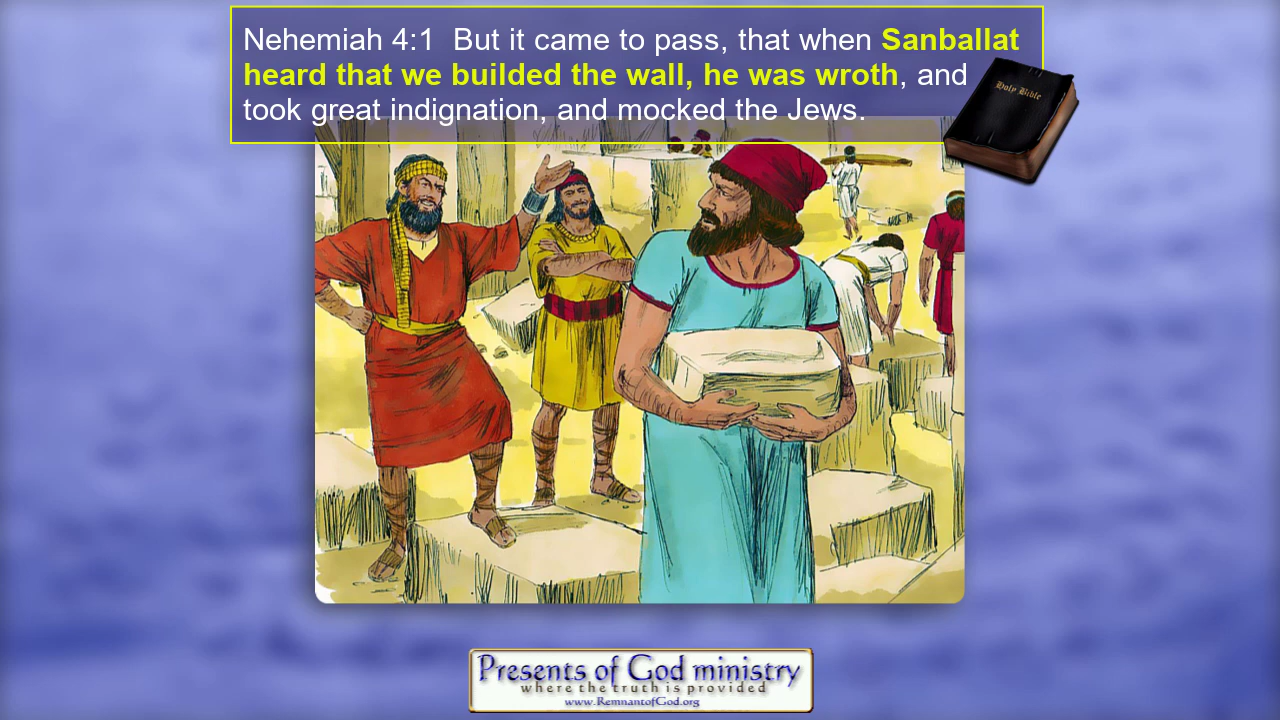 Nehemiah 4:1  But it came to pass, that when Sanballat
heard that we builded the wall, he was wroth, and
took great indignation, and mocked the Jews.
Holy Bible
Presents of God ministry
where the truth is provided
www.RemnantofGod.org